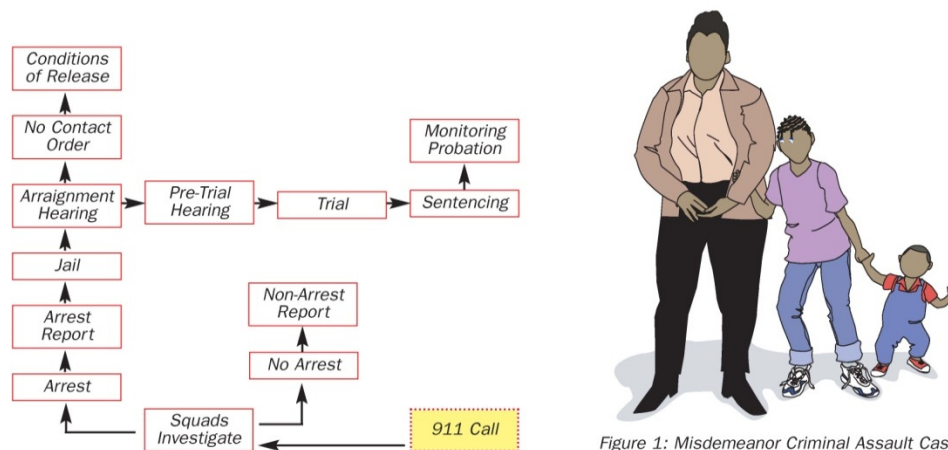 Conditions
of Release
No Contact
Order
Arraignment
Hearing
Pre-Trial
Hearing
Trial
Sentencing
Monitoring
Probation
Jail
Arrest
Report
Arrest
Non-Arrest
Report
No Arrest
Squads
Investigate
911 Call
Figure 1: Misdemeanor Criminal Assault Cas